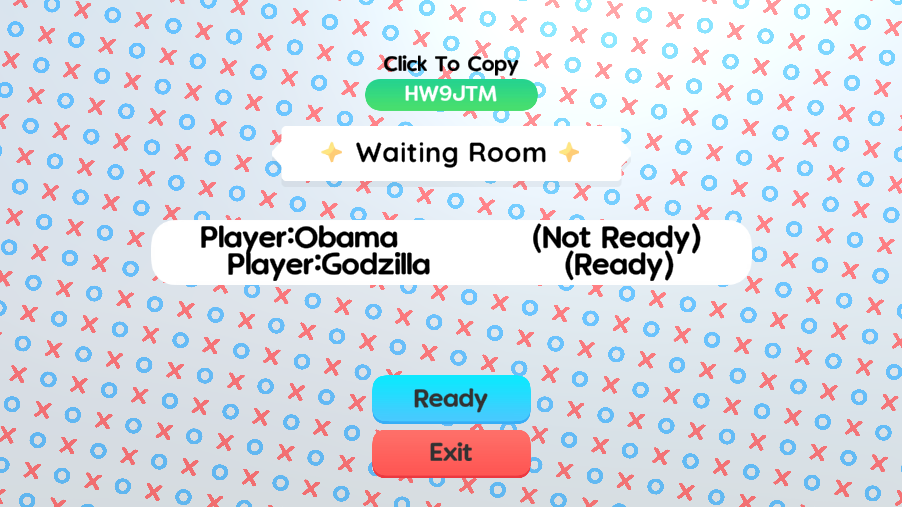 Click To Copy
HW9JTM
Waiting Room
Player:Obama (Not Ready)
Player:Godzilla (Ready)
Ready
Exit